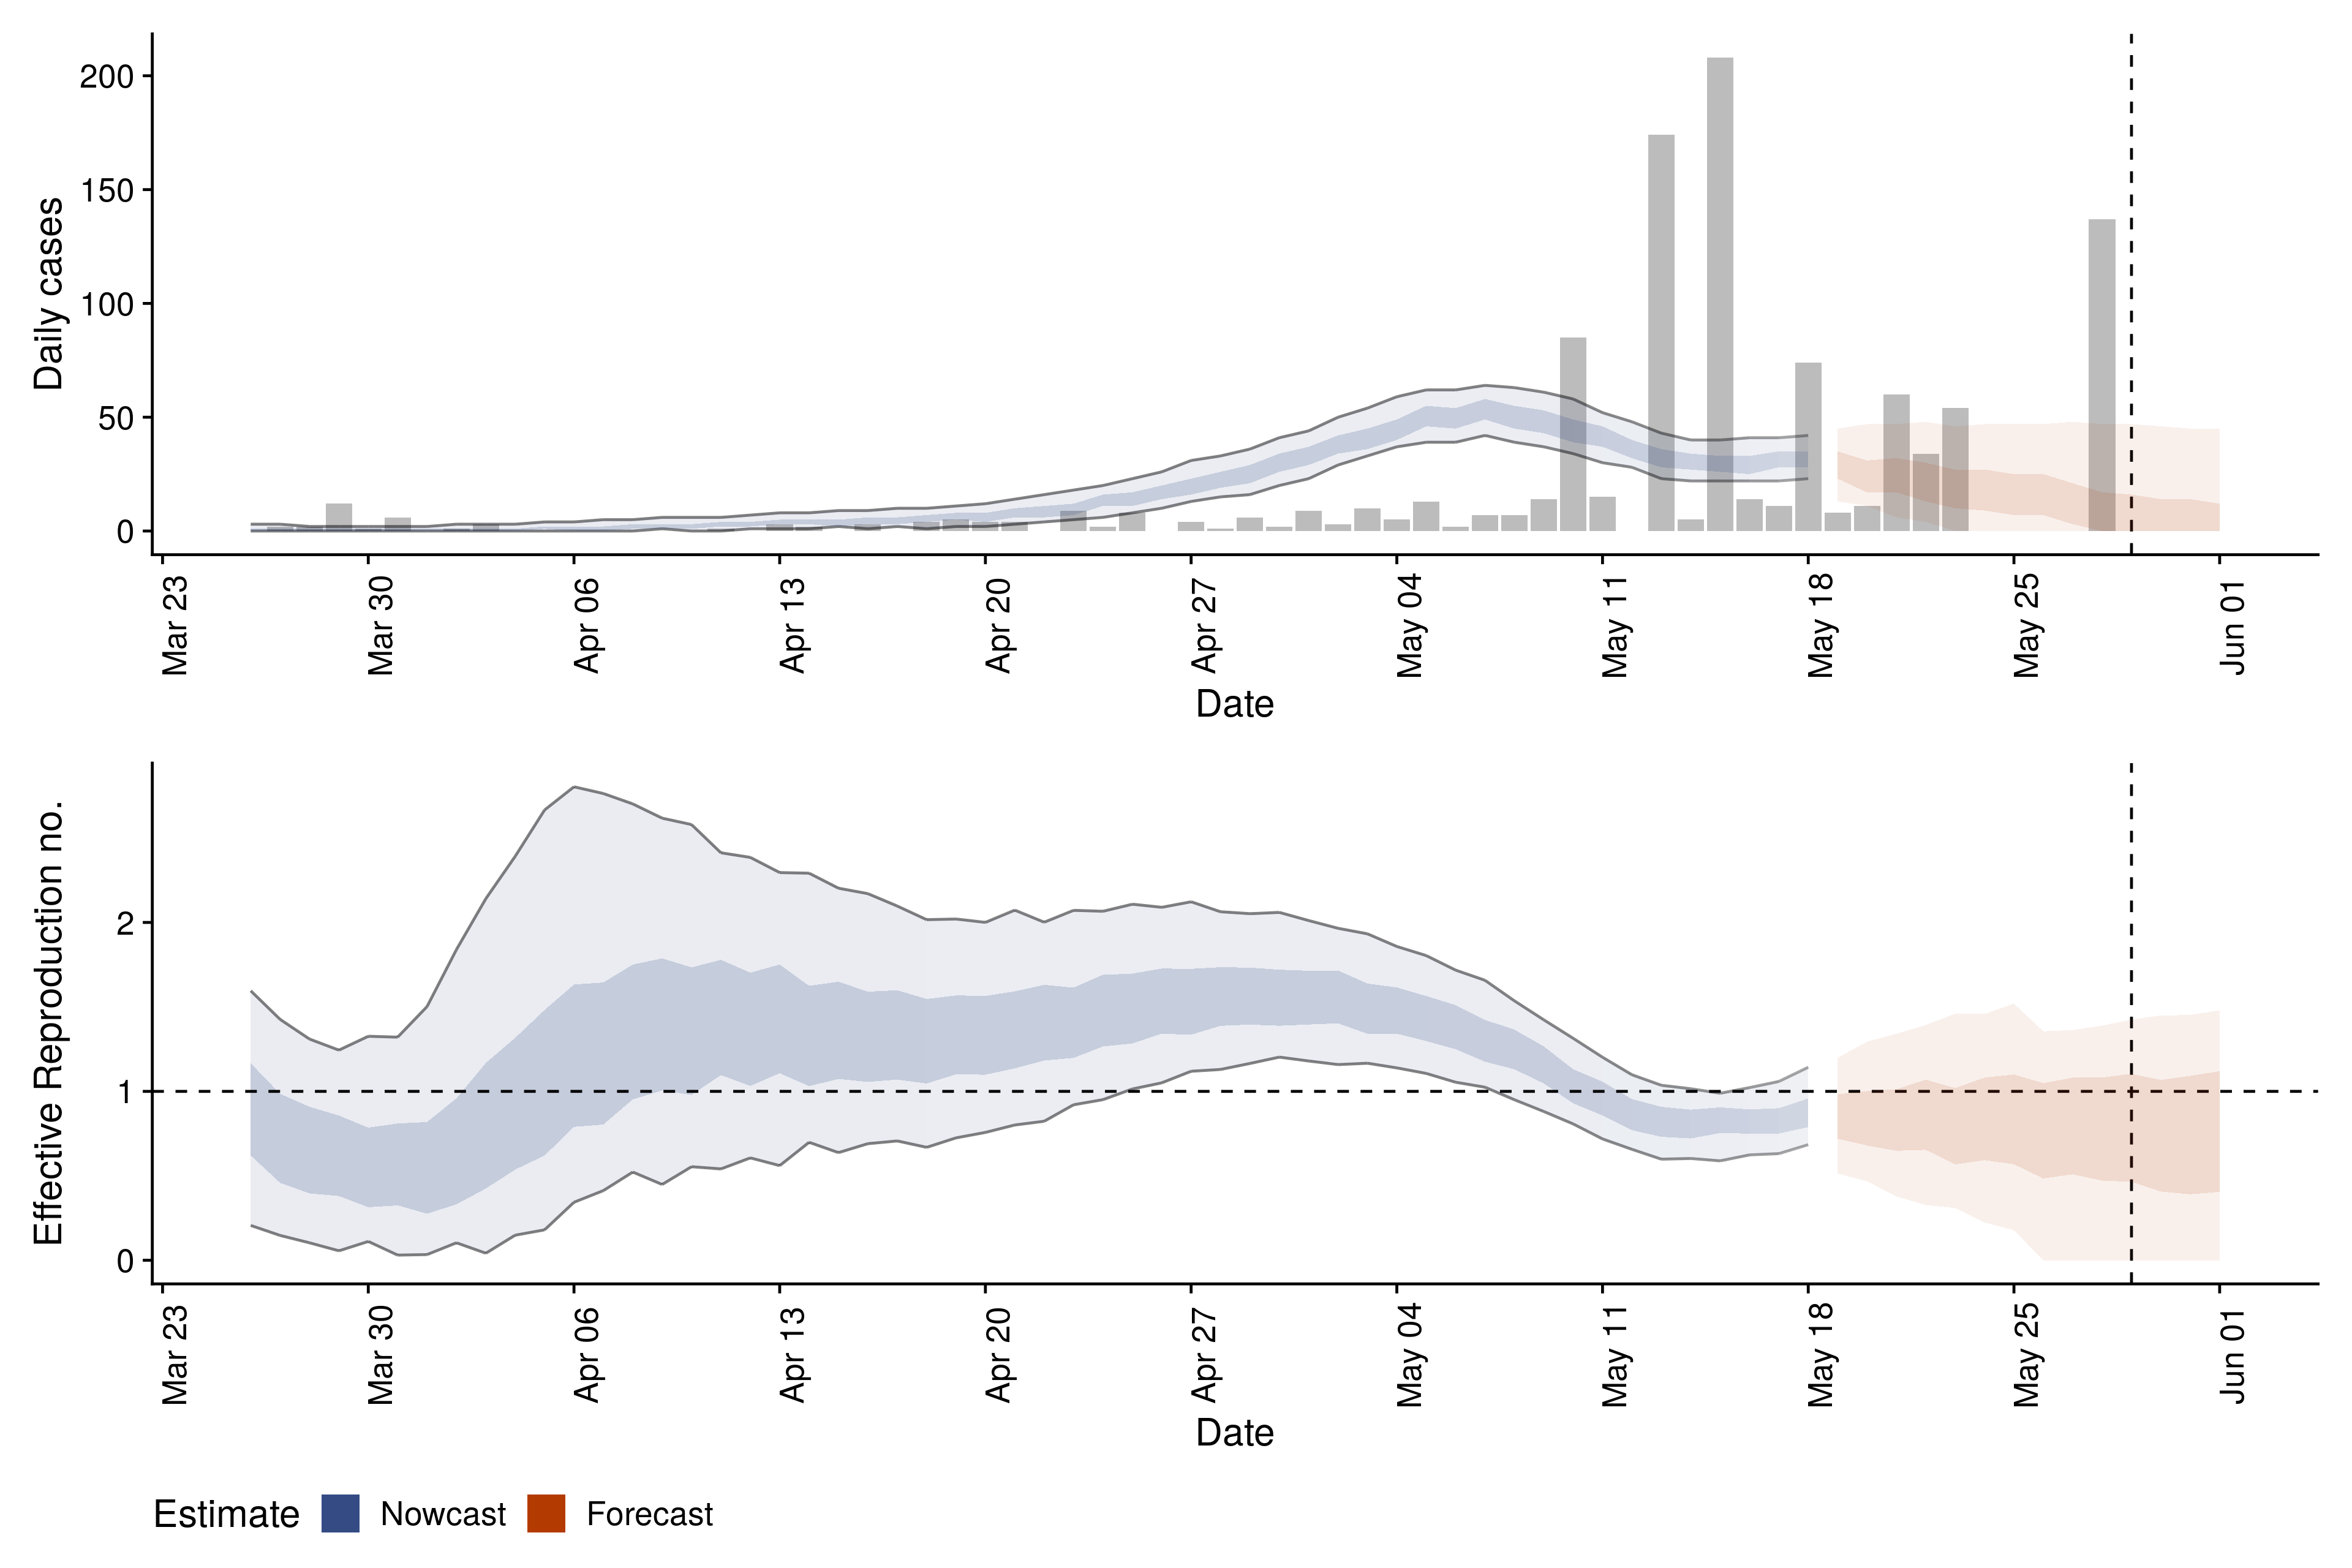 200
150
100
50
0
Daily cases
Mar 23
Mar 30
Apr 06
Apr 13
Apr 20
Apr 27
May 04
May 11
May 18
May 25
Jun 01
Date
2
1
0
Effective Reproduction no.
Mar 23
Mar 30
Apr 06
Apr 13
Apr 20
Apr 27
May 04
May 11
May 18
May 25
Jun 01
Date
Estimate Nowcast Forecast